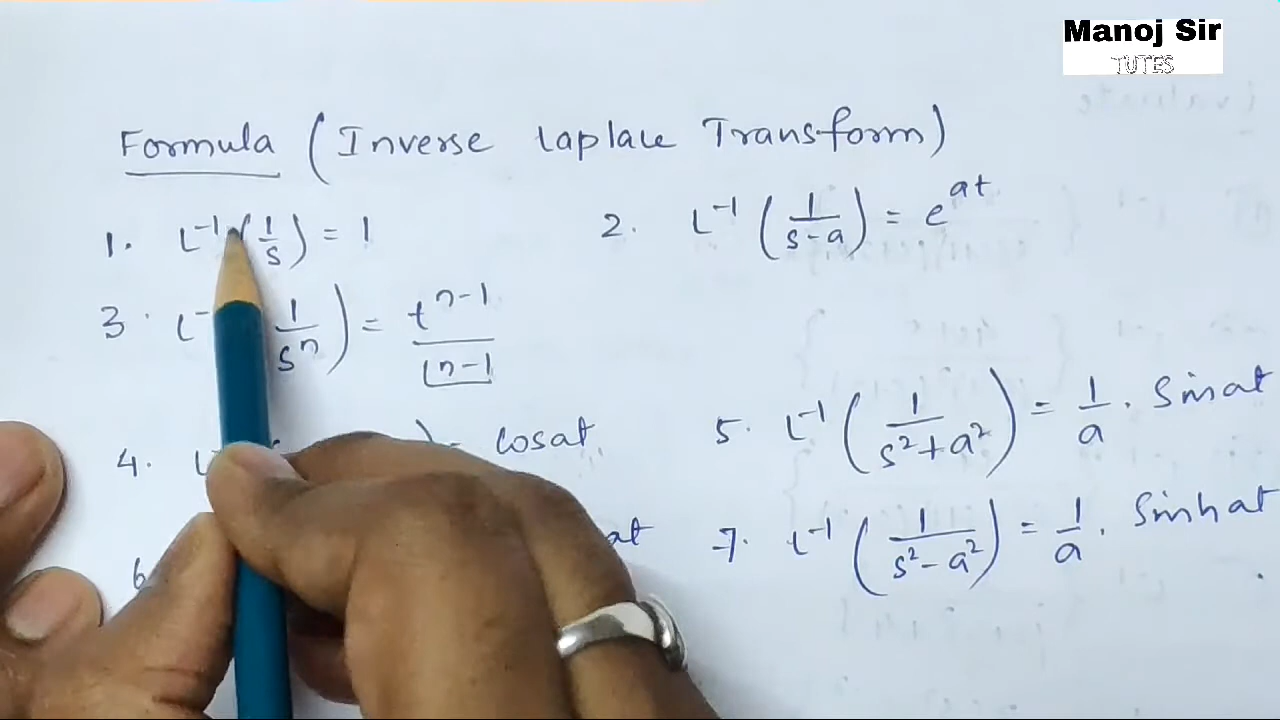 Manoj Sir
TUTES
Formula (Inverse Laplace Transform)
1. L⁻¹(1/s) = 1
2. L⁻¹(1/(s-a)) = e^at
3. L⁻ 1/sⁿ) = t^(n-1)/|n-1
4. L ) = cosat
5. L⁻¹(1/(s²+a²)) = 1/a . Sinat
6 at
7. L⁻¹(1/(s²-a²)) = 1/a . Sinhat